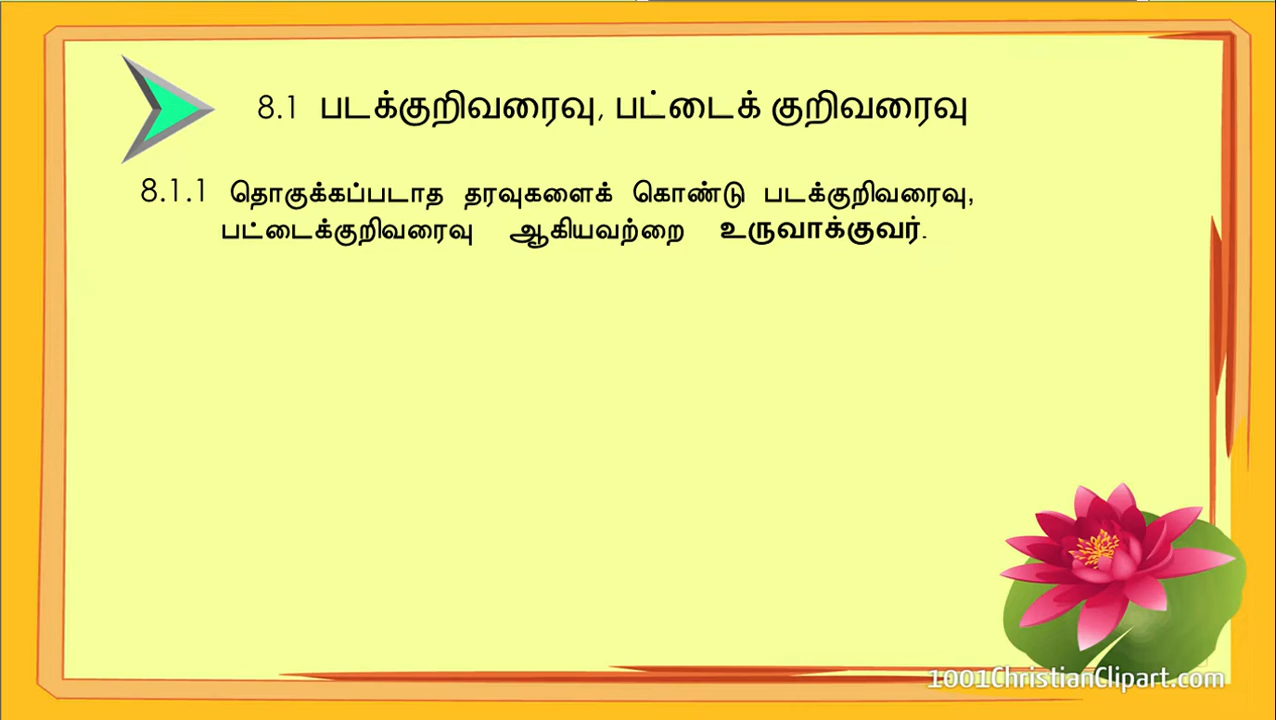 8.1 படக்குறிவரைவு, பட்டைக் குறிவரைவு
8.1.1 தொகுக்கப்படாத தரவுகளைக் கொண்டு படக்குறிவரைவு,
பட்டைக்குறிவரைவு ஆகியவற்றை உருவாக்குவர்.
1001ChristianClipart.com